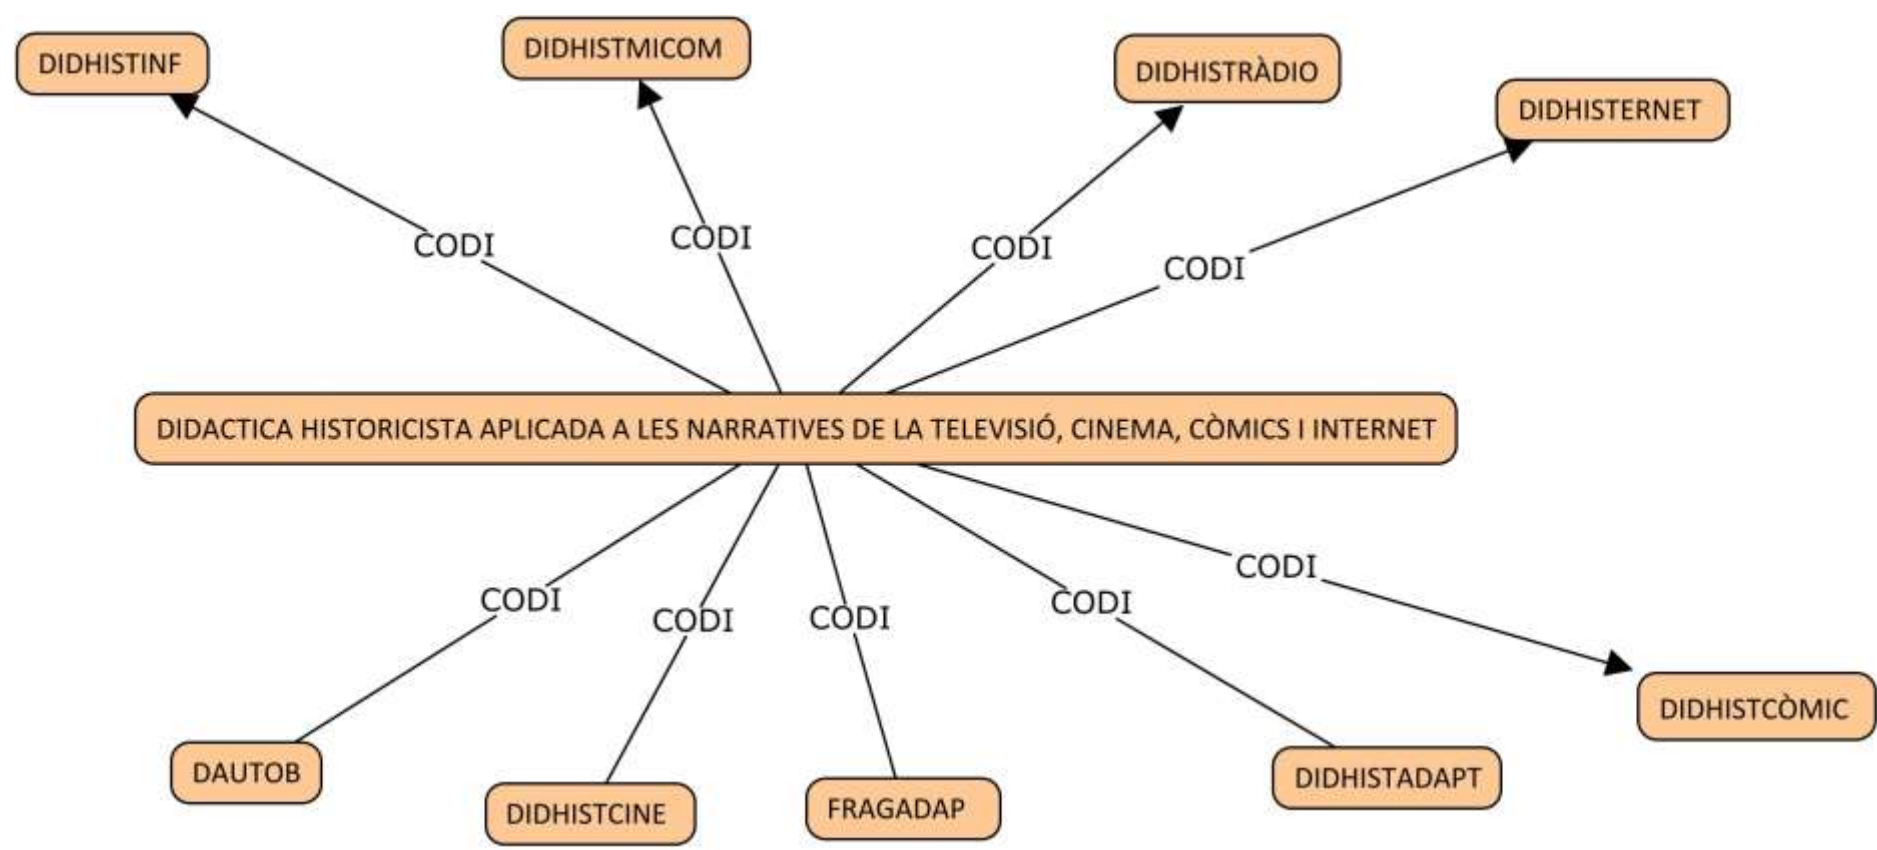 DIDHISTINF
DIDHISTMICOM
DIDHISTRÀDIO
DIDHISTERNET
CODI
CODI
CODI
CODI
DIDACTICA HISTORICISTA APLICADA A LES NARRATIVES DE LA TELEVISIÓ, CINEMA, CÒMICS I INTERNET
CODI
CODI
CODI
CODI
CODI
DAUTOB
DIDHISTCINE
FRAGADAP
DIDHISTADAPT
DIDHISTCÒMIC